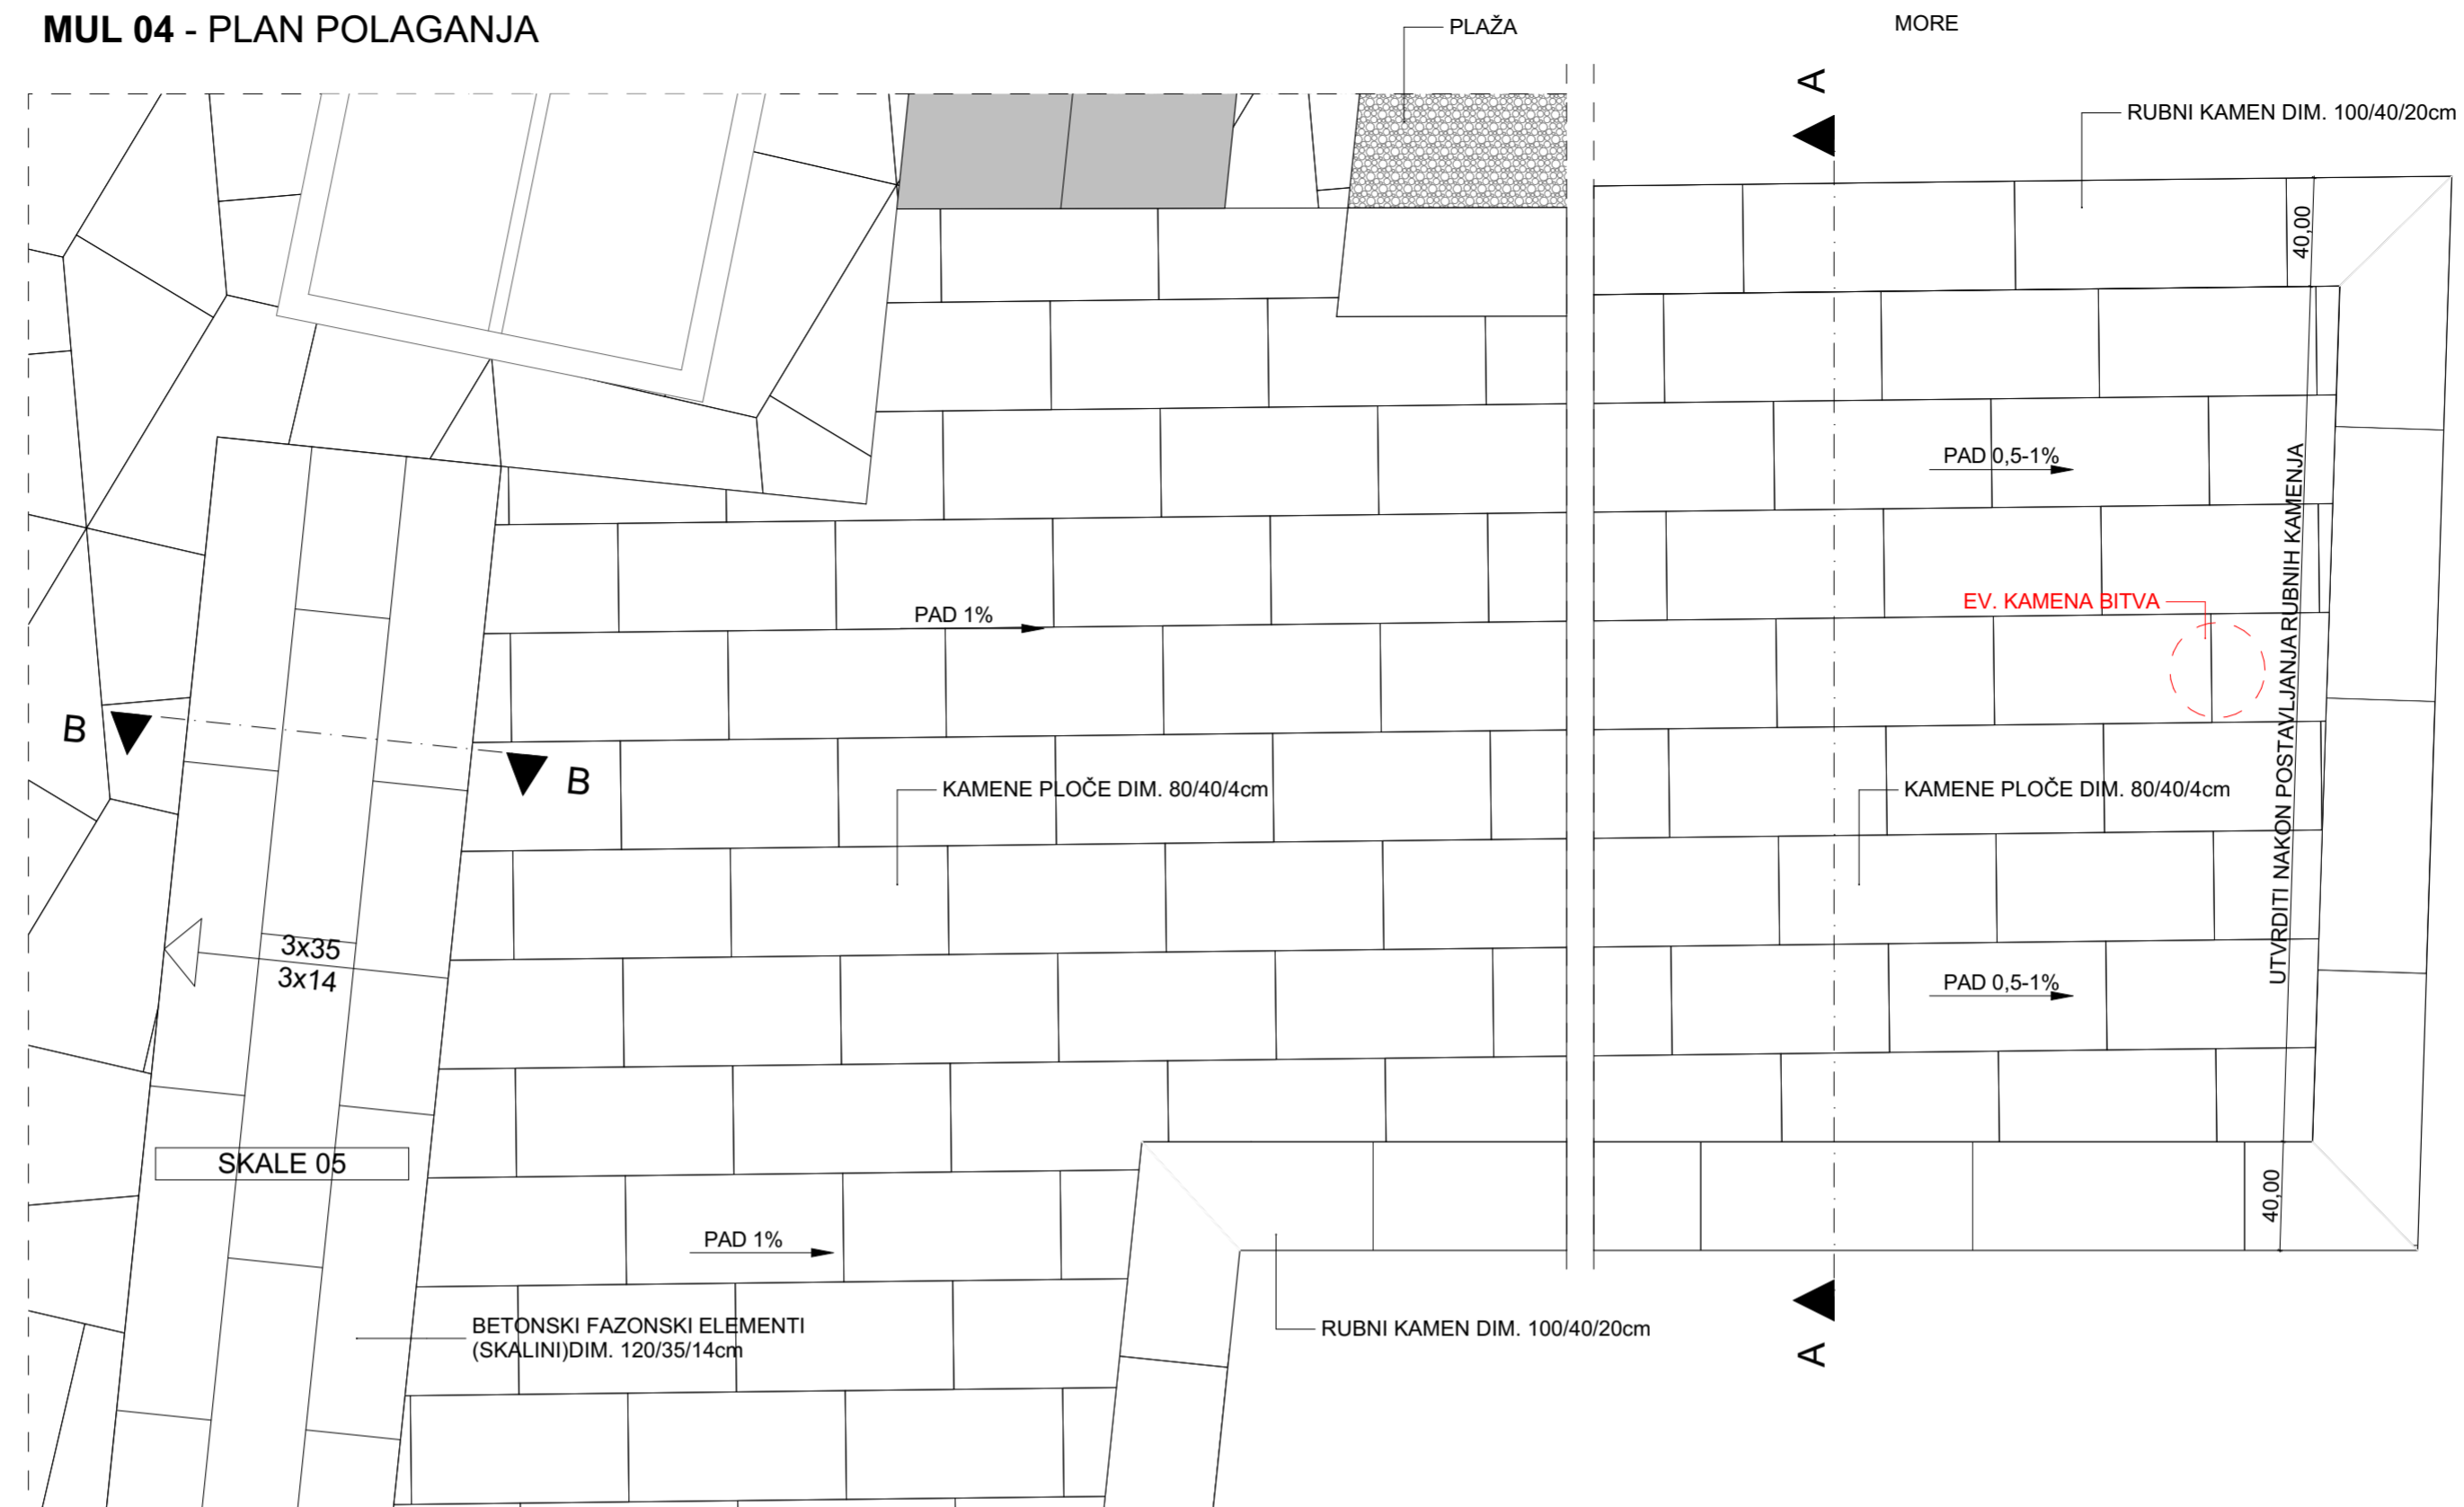 MUL 04 - PLAN POLAGANJA
PLAŽA
MORE
A
RUBNI KAMEN DIM. 100/40/20cm
40,00
PAD 0,5-1%
UTVRDITI NAKON POSTAVLJANJA RUBNIH KAMENJA
EV. KAMENA BITVA
PAD 1%
B
B
KAMENE PLOČE DIM. 80/40/4cm
KAMENE PLOČE DIM. 80/40/4cm
3x35
3x14
PAD 0,5-1%
SKALE 05
40,00
PAD 1%
BETONSKI FAZONSKI ELEMENTI
(SKALINI)DIM. 120/35/14cm
RUBNI KAMEN DIM. 100/40/20cm
A